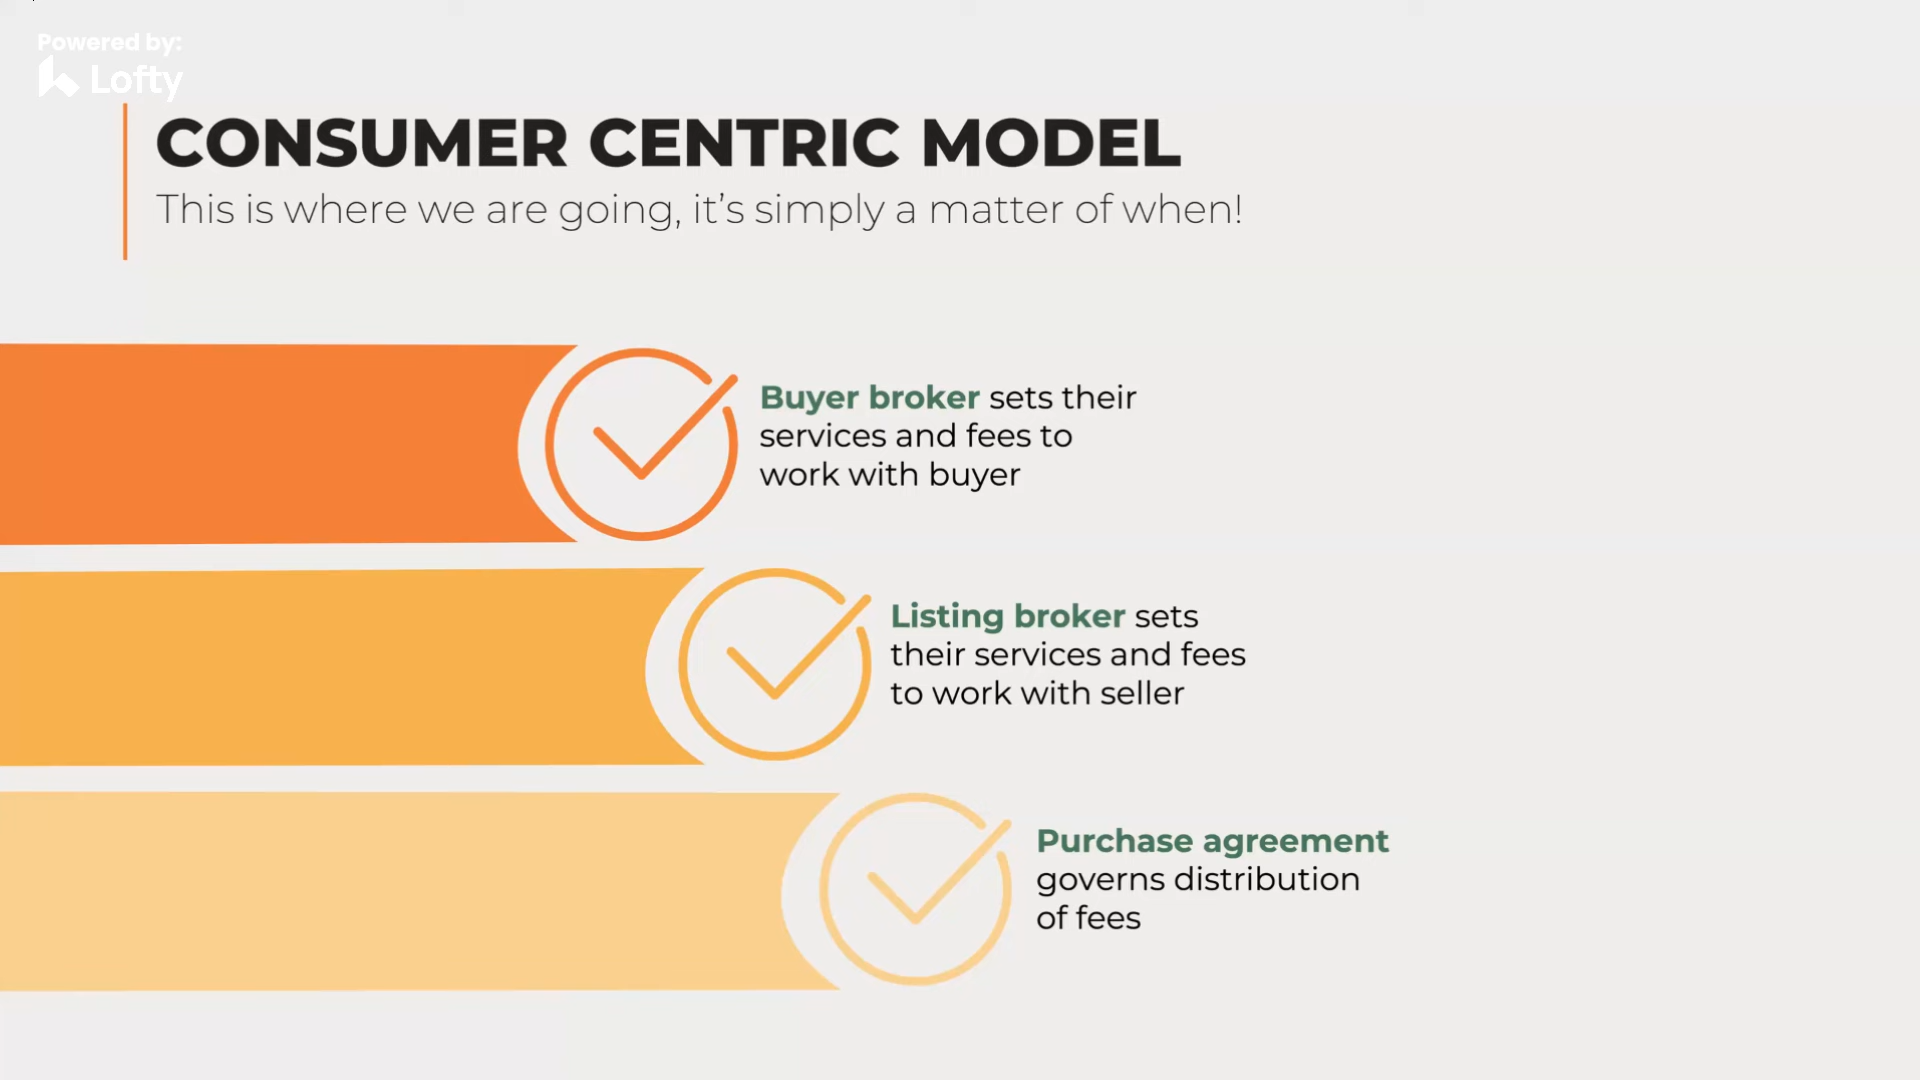 Powered by:
Lofty
CONSUMER CENTRIC MODEL
This is where we are going, it’s simply a matter of when!
Buyer broker sets their
services and fees to
work with buyer
Listing broker sets
their services and fees
to work with seller
Purchase agreement
governs distribution
of fees